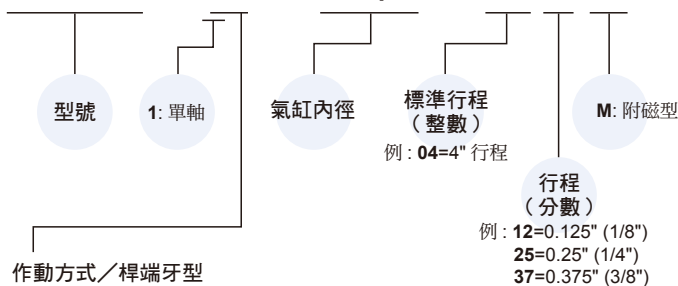 型號
1: 單軸
氣缸內徑
標準行程
（整數）
例 : 04=4" 行程
M: 附磁型
行程
（分數）
例 : 12=0.125" (1/8")
25=0.25" (1/4")
37=0.375" (3/8")
作動方式／桿端牙型